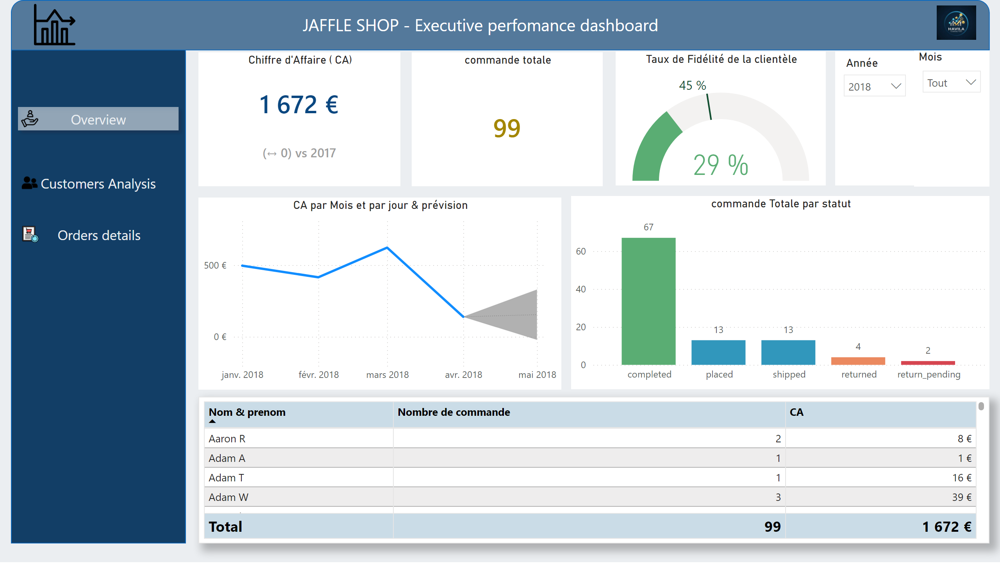 JAFFLE SHOP - Executive perfomance dashboard
HAVILA
Overview
Customers Analysis
Orders details
Chiffre d'Affaire ( CA)
1 672 €
(↔ 0) vs 2017
commande totale
99
Taux de Fidélité de la clientèle
45 %
29 %
Année
2018
Mois
Tout
CA par Mois et par jour & prévision
500 €
0 €
janv. 2018 févr. 2018 mars 2018 avr. 2018 mai 2018
commande Totale par statut
60
40
20
0
67 13 13 4 2
completed placed shipped returned return_pending
Nom & prenom Nombre de commande CA
Aaron R 2 8 €
Adam A 1 1 €
Adam T 1 16 €
Adam W 3 39 €
Total 99 1 672 €